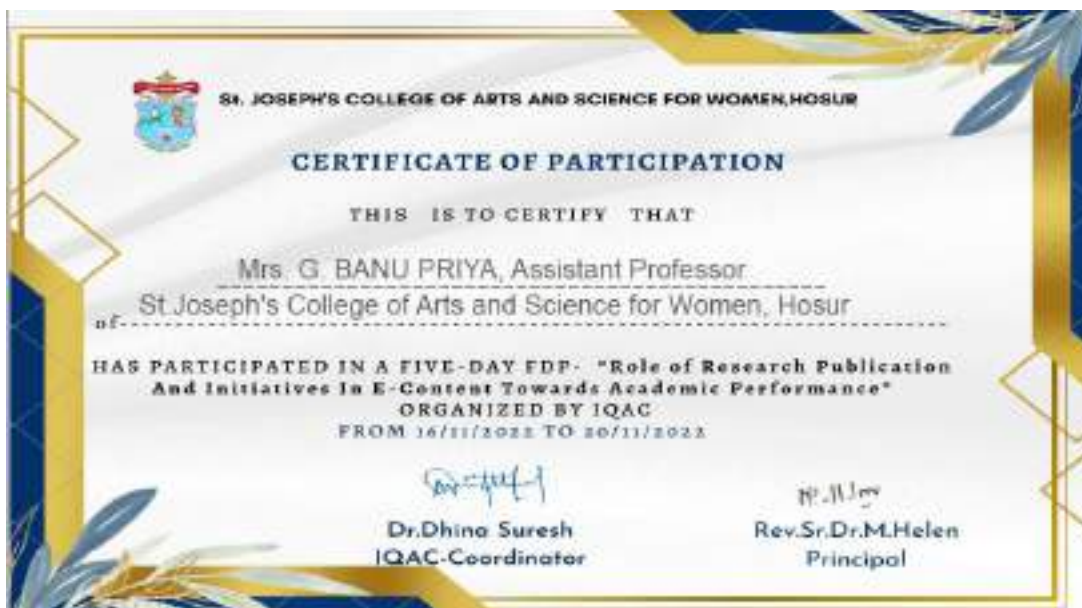 St. JOSEPH'S COLLEGE OF ARTS AND SCIENCE FOR WOMEN,HOSUR
CERTIFICATE OF PARTICIPATION
THIS IS TO CERTIFY THAT
Mrs. G. BANU PRIYA, Assistant Professor
of St.Joseph's College of Arts and Science for Women, Hosur
HAS PARTICIPATED IN A FIVE-DAY FDP- "Role of Research Publication
And Initiatives In E-Content Towards Academic Performance"
ORGANIZED BY IQAC
FROM 16/11/2022 TO 20/11/2022
Dr.Dhina Suresh
IQAC-Coordinator
Rev.Sr.Dr.M.Helen
Principal